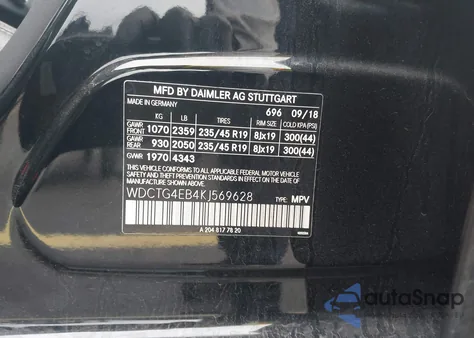 MFD BY DAIMLER AG STUTTGART
MADE IN GERMANY 696 09/18
KG LB TIRES RIM SIZE COLD KPA (PSI)
GAWR FRONT 1070 2359 235/45 R19 8Jx19 300(44)
GAWR REAR 930 2050 235/45 R19 8Jx19 300(44)
GVWR 1970 4343
THIS VEHICLE CONFORMS TO ALL APPLICABLE FEDERAL MOTOR
VEHICLE SAFETY, BUMPER, AND THEFT PREVENTION STANDARDS IN
EFFECT ON THE DATE OF MANUFACTURE SHOWN ABOVE.
WDCTG4EB4KJ569628 TYPE: MPV
A 204 817 78 20
autoSnap